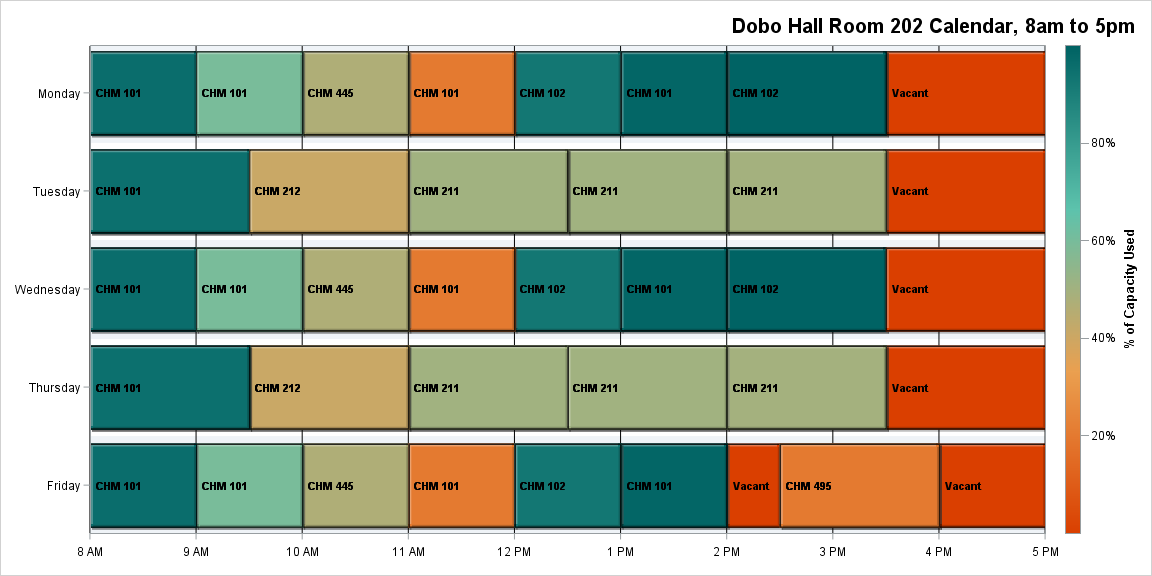 Dobo Hall Room 202 Calendar, 8am to 5pm
Monday CHM 101 CHM 101 CHM 445 CHM 101 CHM 102 CHM 101 CHM 102 Vacant
Tuesday CHM 101 CHM 212 CHM 211 CHM 211 CHM 211 Vacant
Wednesday CHM 101 CHM 101 CHM 445 CHM 101 CHM 102 CHM 101 CHM 102 Vacant
Thursday CHM 101 CHM 212 CHM 211 CHM 211 CHM 211 Vacant
Friday CHM 101 CHM 101 CHM 445 CHM 101 CHM 102 CHM 101 Vacant CHM 495 Vacant
8 AM 9 AM 10 AM 11 AM 12 PM 1 PM 2 PM 3 PM 4 PM 5 PM
80%
60%
40%
20%
% of Capacity Used